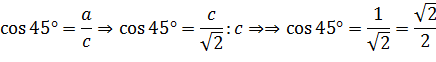 cos 45° = a/c ⇒ cos 45° = c/√2 : c ⇒⇒ cos 45° = 1/√2 = √2/2